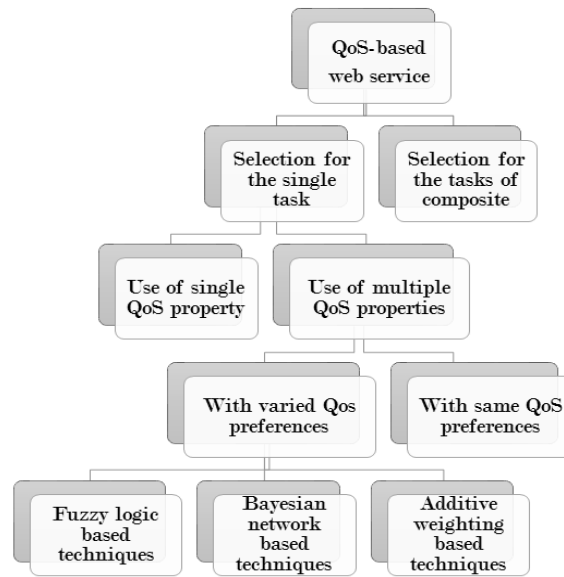 QoS-based
web service
Selection for
the single
task
Selection for
the tasks of
composite
Use of single
QoS property
Use of multiple
QoS properties
With varied Qos
preferences
With same QoS
preferences
Fuzzy logic
based
techniques
Bayesian
network
based
techniques
Additive
weighting
based
techniques